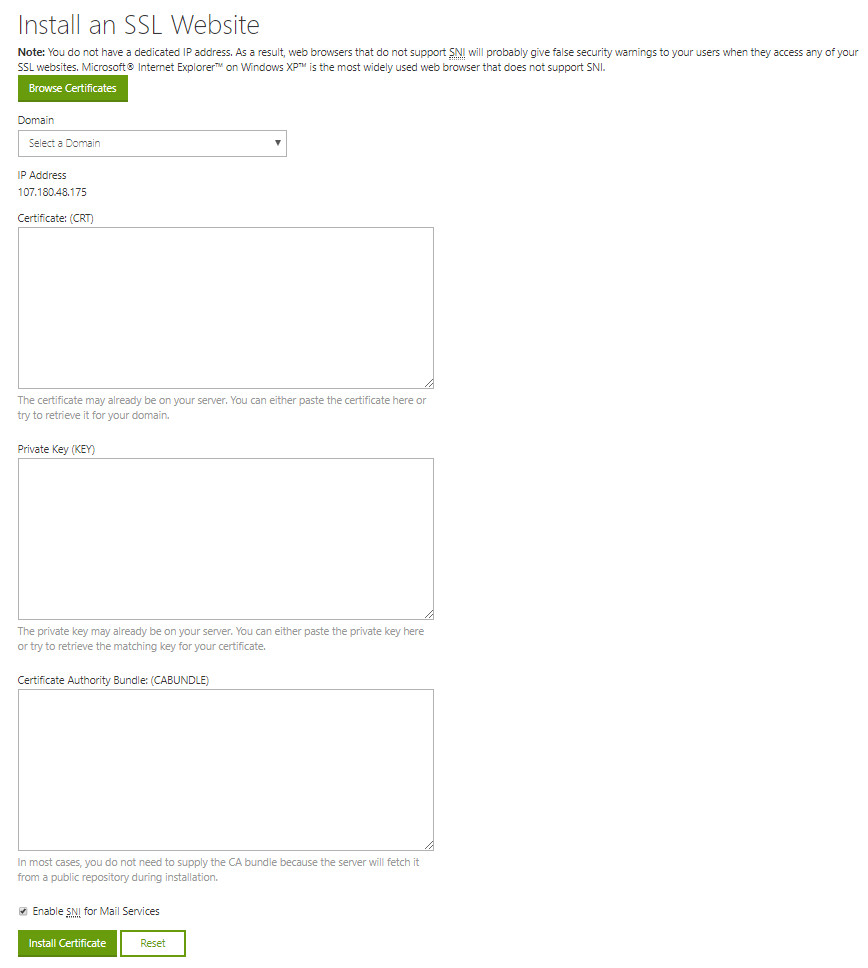 Install an SSL Website
Note: You do not have a dedicated IP address. As a result, web browsers that do not support SNI will probably give false security warnings to your users when they access any of your
SSL websites. Microsoft® Internet Explorer™ on Windows XP™ is the most widely used web browser that does not support SNI.
Browse Certificates
Domain
Select a Domain
IP Address
107.180.48.175
Certificate: (CRT)
The certificate may already be on your server. You can either paste the certificate here or
try to retrieve it for your domain.
Private Key (KEY)
The private key may already be on your server. You can either paste the private key here
or try to retrieve the matching key for your certificate.
Certificate Authority Bundle: (CABUNDLE)
In most cases, you do not need to supply the CA bundle because the server will fetch it
from a public repository during installation.
Enable SNI for Mail Services
Install Certificate Reset